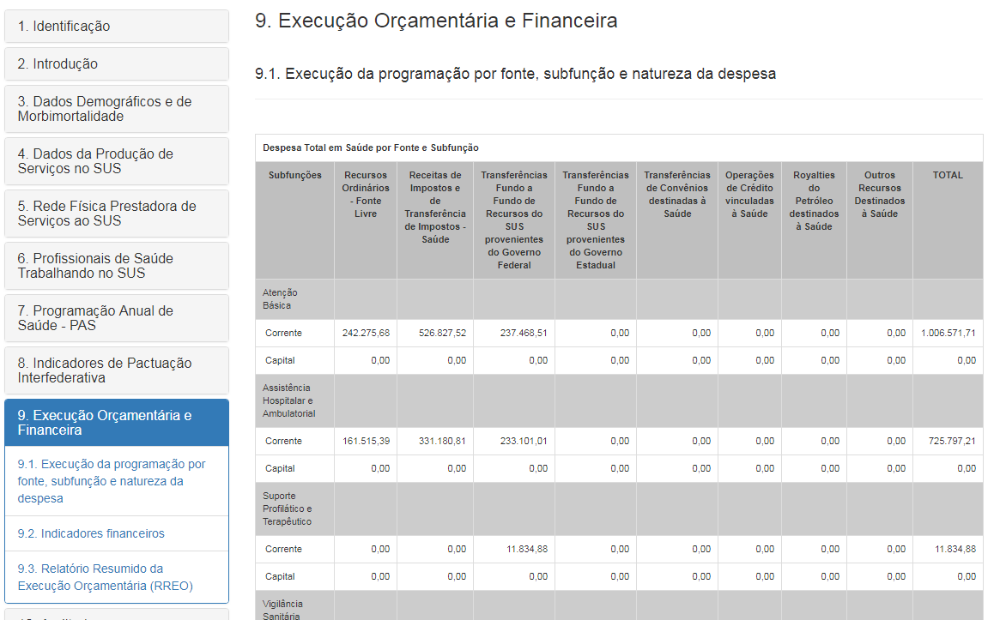 1. Identificação
2. Introdução
3. Dados Demográficos e de
Morbimortalidade
4. Dados da Produção de
Serviços no SUS
5. Rede Física Prestadora de
Serviços ao SUS
6. Profissionais de Saúde
Trabalhando no SUS
7. Programação Anual de
Saúde - PAS
8. Indicadores de Pactuação
Interfederativa
9. Execução Orçamentária e
Financeira
9.1. Execução da programação por
fonte, subfunção e natureza da
despesa
9.2. Indicadores financeiros
9.3. Relatório Resumido da
Execução Orçamentária (RREO)
9. Execução Orçamentária e Financeira
9.1. Execução da programação por fonte, subfunção e natureza da despesa
Despesa Total em Saúde por Fonte e Subfunção
Subfunções
Recursos
Ordinários
- Fonte
Livre
Receitas de
Impostos e
de
Transferência
de Impostos -
Saúde
Transferências
Fundo a
Fundo de
Recursos do
SUS
provenientes
do Governo
Federal
Transferências
Fundo a
Fundo de
Recursos do
SUS
provenientes
do Governo
Estadual
Transferências
de Convênios
destinadas à
Saúde
Operações
de Crédito
vinculadas
à Saúde
Royalties
do
Petróleo
destinados
à Saúde
Outros
Recursos
Destinados
à Saúde
TOTAL
Atenção
Básica
Corrente 242.275,68 526.827,52 237.468,51 0,00 0,00 0,00 0,00 0,00 1.006.571,71
Capital 0,00 0,00 0,00 0,00 0,00 0,00 0,00 0,00 0,00
Assistência
Hospitalar e
Ambulatorial
Corrente 161.515,39 331.180,81 233.101,01 0,00 0,00 0,00 0,00 0,00 725.797,21
Capital 0,00 0,00 0,00 0,00 0,00 0,00 0,00 0,00 0,00
Suporte
Profilático e
Terapêutico
Corrente 0,00 0,00 11.834,88 0,00 0,00 0,00 0,00 0,00 11.834,88
Capital 0,00 0,00 0,00 0,00 0,00 0,00 0,00 0,00 0,00
Vigilância
Sanitária